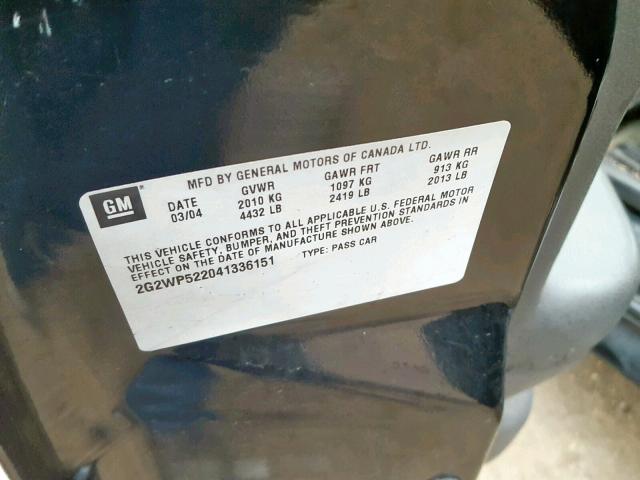 MFD BY GENERAL MOTORS OF CANADA LTD.
GM DATE GVWR GAWR FRT GAWR RR
03/04 2010 KG 1097 KG 913 KG
4432 LB 2419 LB 2013 LB
THIS VEHICLE CONFORMS TO ALL APPLICABLE U.S. FEDERAL MOTOR
VEHICLE SAFETY, BUMPER, AND THEFT PREVENTION STANDARDS IN
EFFECT ON THE DATE OF MANUFACTURE SHOWN ABOVE.
2G2WP522041336151 TYPE: PASS CAR